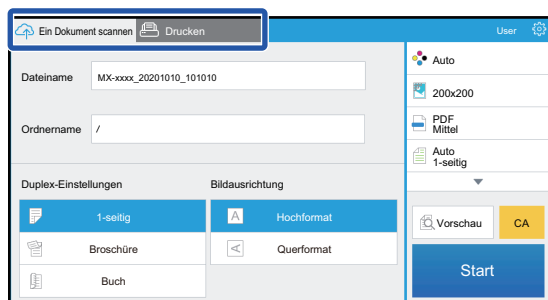 Ein Dokument scannen
Drucken
User
Dateiname
MX-xxxx_20201010_101010
Ordnername
/
Duplex-Einstellungen
Bildausrichtung
1-seitig
A
Hochformat
Broschüre
A
Querformat
Buch
Auto
200x200
PDF
Mittel
Auto
1-seitig
Vorschau
CA
Start